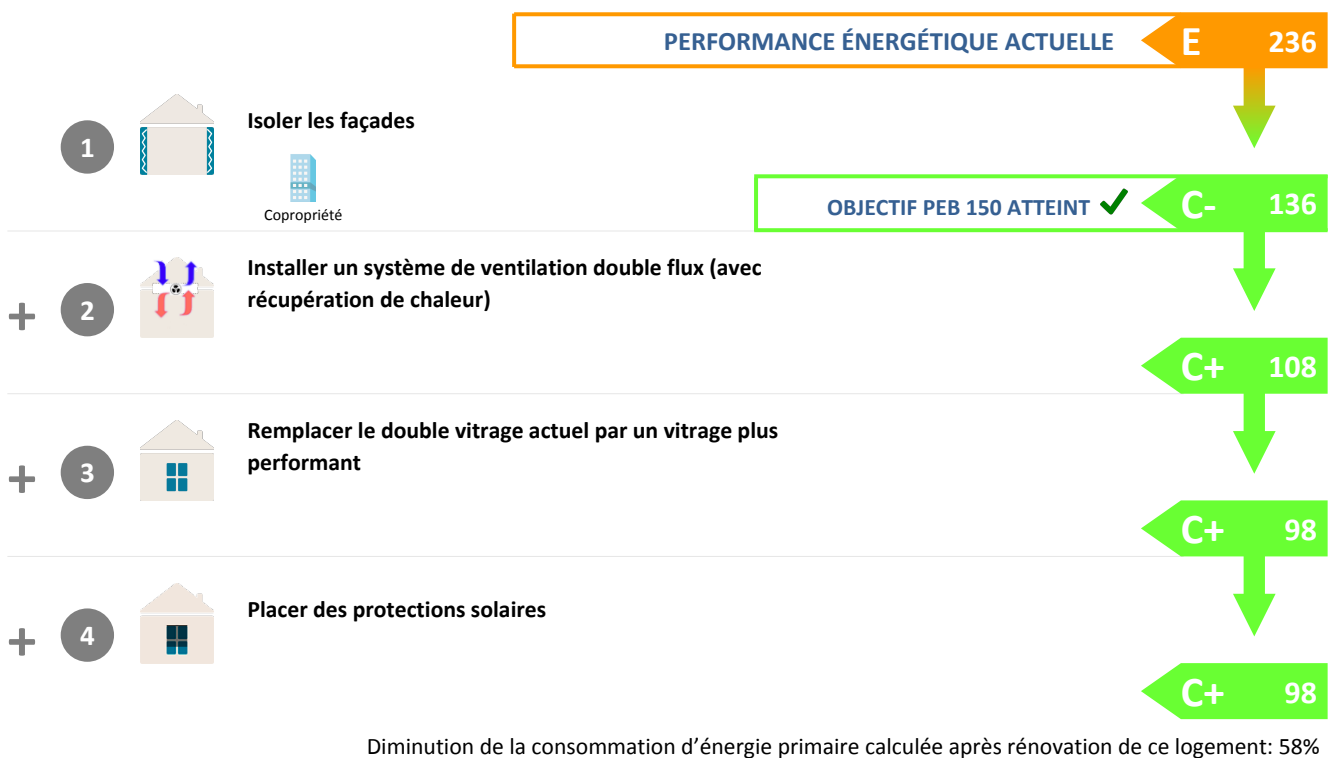 PERFORMANCE ÉNERGÉTIQUE ACTUELLE E 236
1 Isoler les façades
Copropriété
OBJECTIF PEB 150 ATTEINT ✔ C- 136
+ 2 Installer un système de ventilation double flux (avec
récupération de chaleur)
C+ 108
+ 3 Remplacer le double vitrage actuel par un vitrage plus
performant
C+ 98
+ 4 Placer des protections solaires
C+ 98
Diminution de la consommation d’énergie primaire calculée après rénovation de ce logement: 58%